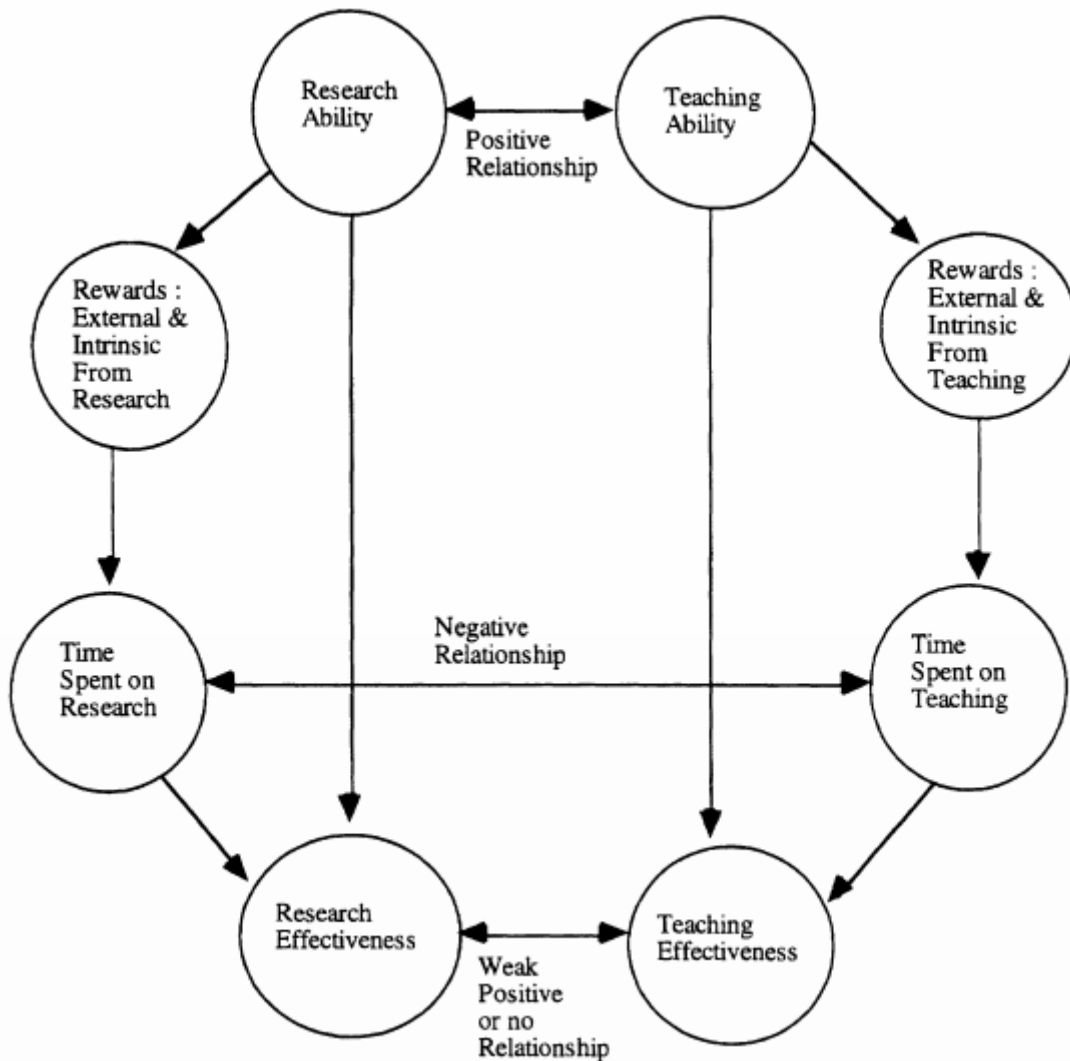 Research
Ability
Teaching
Ability
Positive
Relationship
Rewards :
External &
Intrinsic
From
Research
Rewards :
External &
Intrinsic
From
Teaching
Negative
Relationship
Time
Spent on
Research
Time
Spent on
Teaching
Research
Effectiveness
Teaching
Effectiveness
Weak
Positive
or no
Relationship